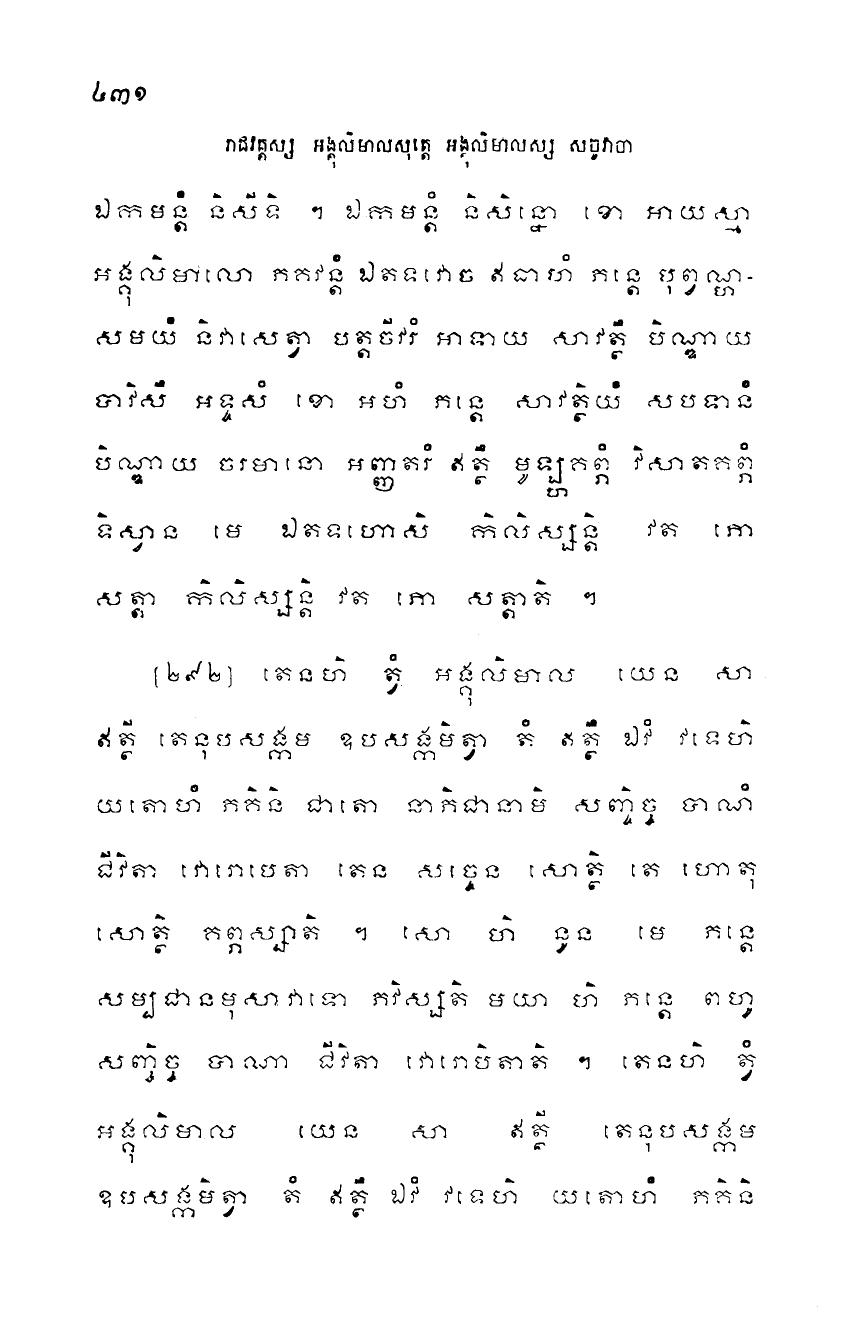 ៤៣១
រាជវគ្គស្ស អង្គុលិមាលសុត្តេ អង្គុលិមាលស្ស សច្ចវាចា
ឯកមន្តំ និសីទិ ។ ឯកមន្តំ និសិន្នោ ខោ អាយស្មា
អង្គុលិមាលោ ភគវន្តំ ឯតទវោច ឥធាហំ ភន្តេ បុព្វណ្ហ-
សមយំ និវាសេត្វា បត្តចីវរំ អាទាយ សាវត្ថឹ បិណ្ឌាយ
បាវិសឹ អទ្ទសំ ខោ អហំ ភន្តេ សាវត្ថិយំ សបទានំ
បិណ្ឌាយ ចរមានោ អញ្ញតរំ ឥត្ថឹ មូឡ្ហគព្ភំ វិសាតគព្ភំ
ទិស្វាន មេ ឯតទហោសិ កិលិស្សន្តិ វត ភោ
សត្តា កិលិស្សន្តិ វត ភោ សត្តាតិ ។
[២៩២] តេនហិ ត្វំ អង្គុលិមាល យេន សា
ឥត្ថី តេនុបសង្កម ឧបសង្កមិត្វា តំ ឥត្ថឹ ឯវំ វទេហិ
យតោហំ ភគិនិ ជាតោ នាភិជានាមិ សញ្ចិច្ច បាណំ
ជីវិតា វោរោបេតា តេន សច្ចេន សោត្ថិ តេ ហោតុ
សោត្ថិ គព្ភស្សាតិ ។ សោ ហិ នូន មេ ភន្តេ
សម្បជានមុសាវាទោ ភវិស្សតិ មយា ហិ ភន្តេ ពហូ
សញ្ចិច្ច បាណា ជីវិតា វោរោបិតាតិ ។ តេនហិ ត្វំ
អង្គុលិមាល យេន សា ឥត្ថី តេនុបសង្កម
ឧបសង្កមិត្វា តំ ឥត្ថឹ ឯវំ វទេហិ យតោហំ ភគិនិ